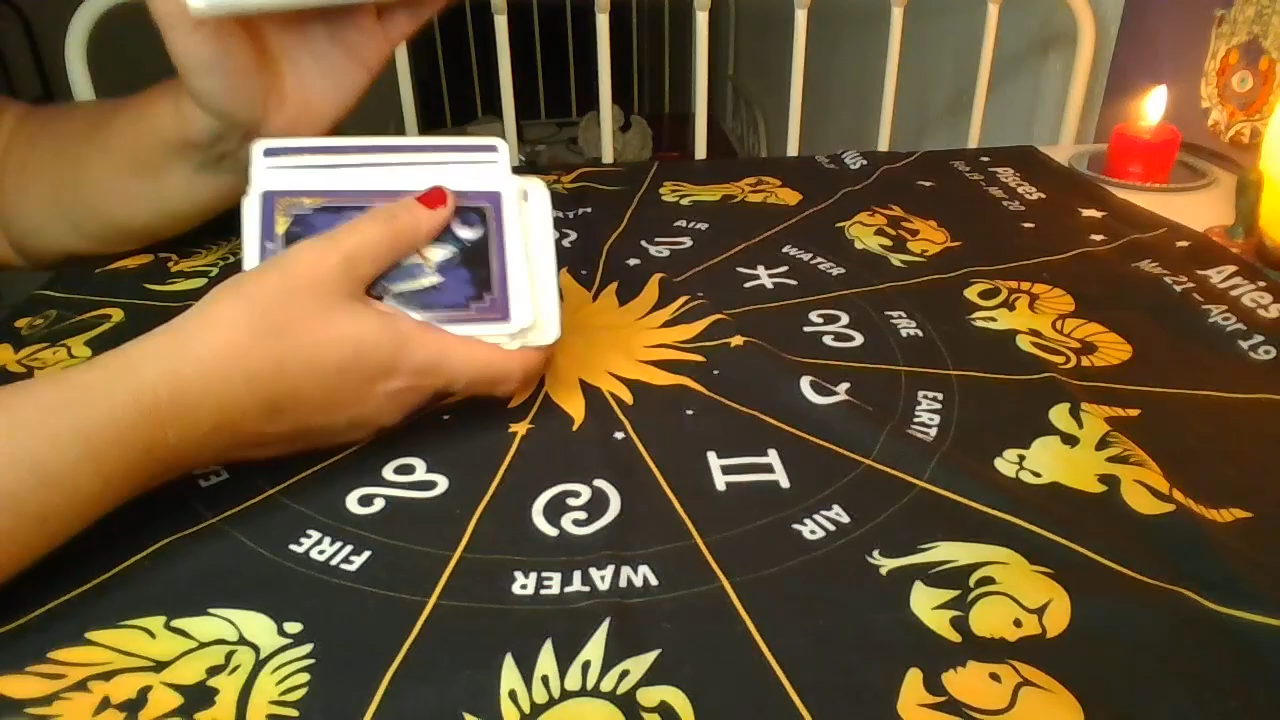 Pisces
Feb 19 - Mar 20
Aries
Mar 21 - Apr 19
AIR
WATER
FIRE
EARTH
AIR
WATER
FIRE